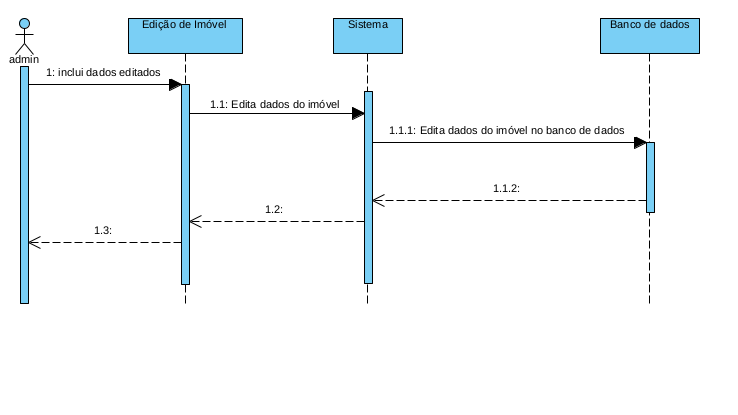 Edição de Imóvel
Sistema
Banco de dados
admin
1: inclui dados editados
1.1: Edita dados do imóvel
1.1.1: Edita dados do imóvel no banco de dados
1.1.2:
1.2:
1.3: